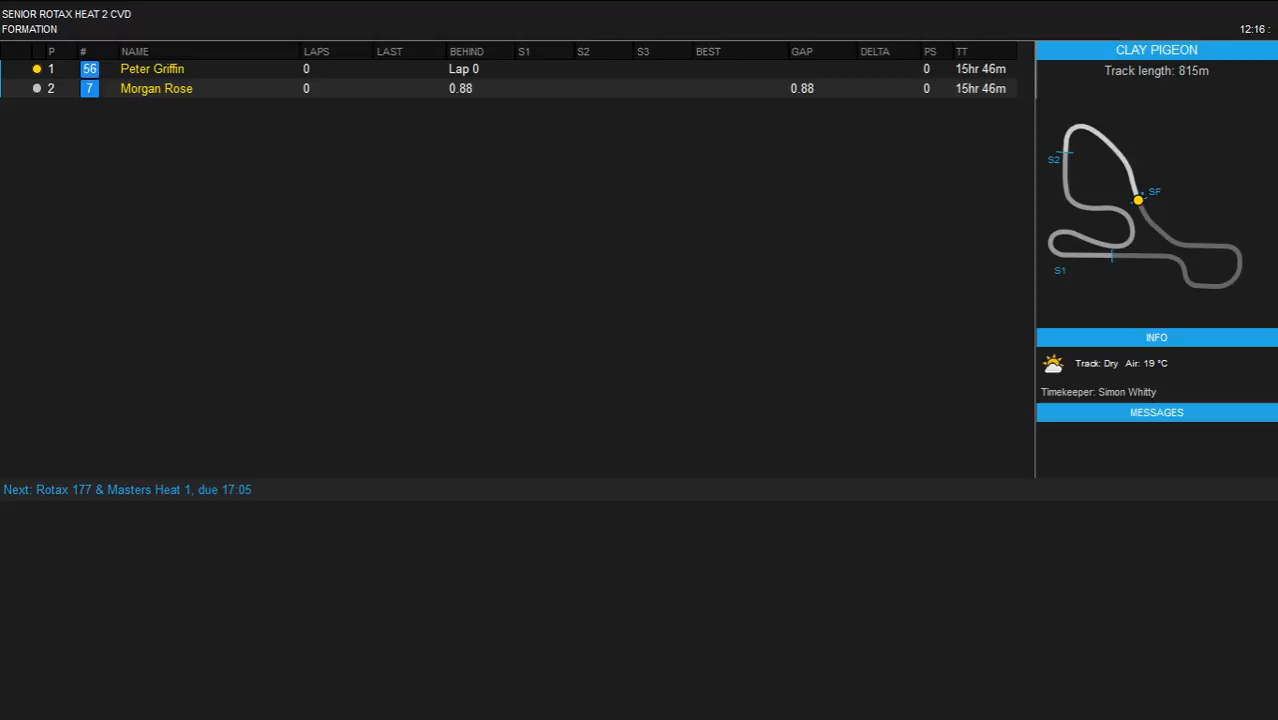 SENIOR ROTAX HEAT 2 CVD
FORMATION
12:16 :
P # NAME LAPS LAST BEHIND S1 S2 S3 BEST GAP DELTA PS TT
1 56 Peter Griffin 0 Lap 0 0 15hr 46m
2 7 Morgan Rose 0 0.88 0.88 0 15hr 46m
CLAY PIGEON
Track length: 815m
S2
SF
S1
INFO
Track: Dry Air: 19 °C
Timekeeper: Simon Whitty
MESSAGES
Next: Rotax 177 & Masters Heat 1, due 17:05